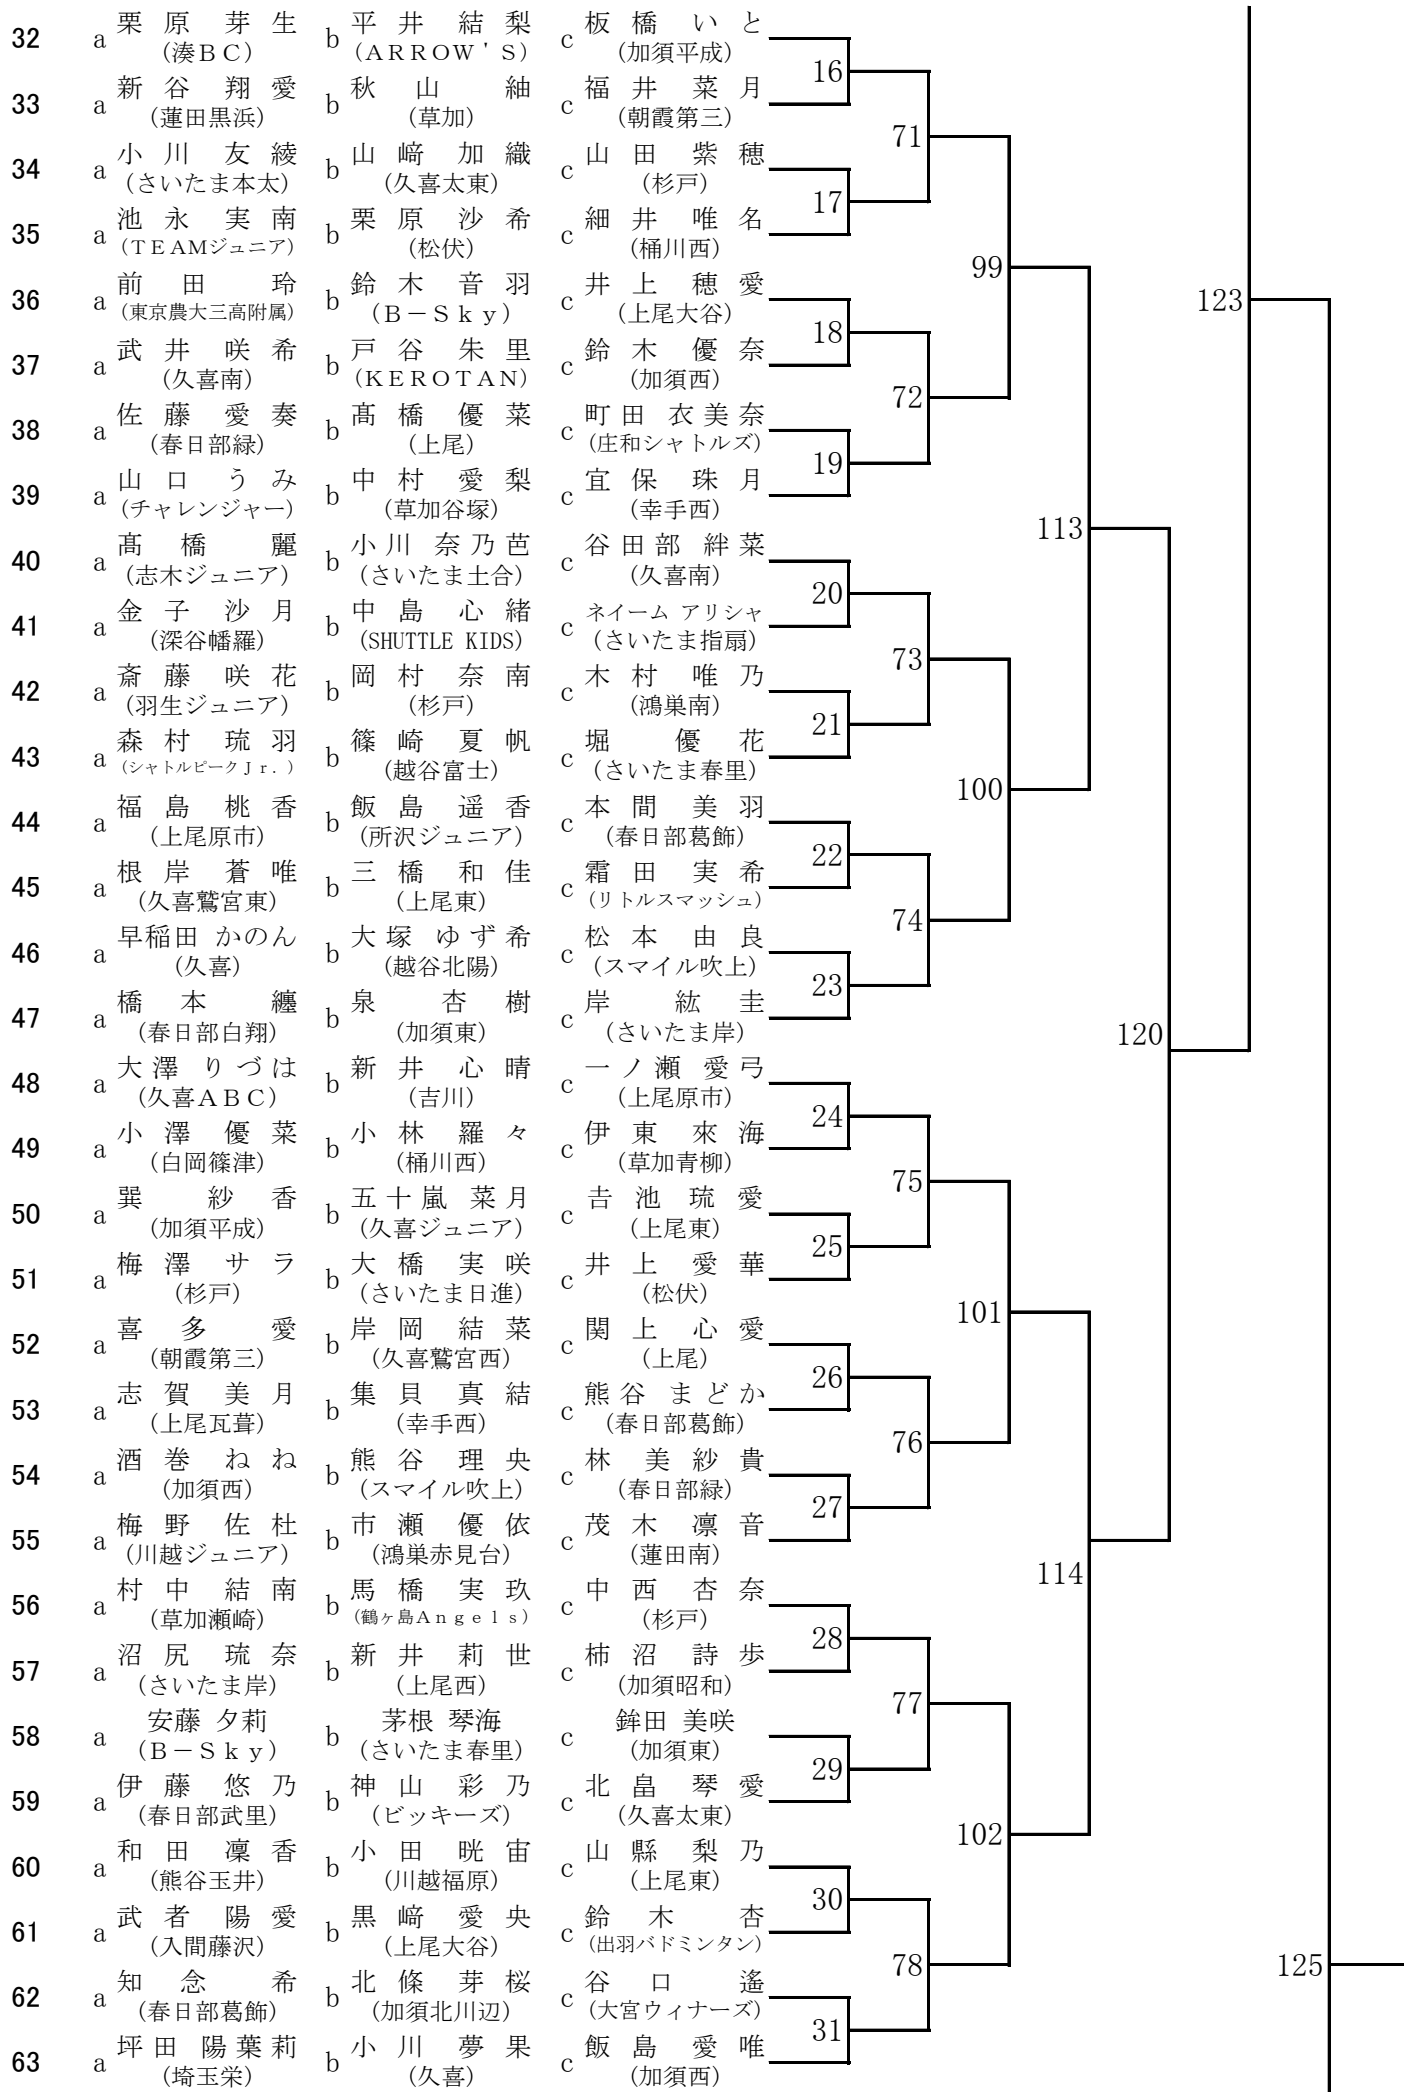 32 a 栗原 芽生 b 平井 結梨 c 板橋 いと
(湊BC) (ARROW'S) (加須平成)
16
33 a 新谷 翔愛 b 秋山 紬 c 福井 菜月
(蓮田黒浜) (草加) (朝霞第三)
71
34 a 小川 友綾 b 山﨑 加織 c 山田 紫穂
(さいたま本太) (久喜太東) (杉戸)
17
35 a 池永 実南 b 栗原 沙希 c 細井 唯名
(TEAMジュニア) (松伏) (桶川西)
99
36 a 前田 玲 b 鈴木 音羽 c 井上 穂愛
(東京農大三高附属) (B-Sky) (上尾大谷)
123
18
37 a 武井 咲希 b 戸谷 朱里 c 鈴木 優奈
(久喜南) (KEROTAN) (加須西)
72
38 a 佐藤 愛奏 b 髙橋 優菜 c 町田 衣美奈
(春日部緑) (上尾) (庄和シャトルズ)
19
39 a 山口 うみ b 中村 愛梨 c 宜保 珠月
(チャレンジャー) (草加谷塚) (幸手西)
113
40 a 髙橋 麗 b 小川 奈乃芭 c 谷田部 絆菜
(志木ジュニア) (さいたま土合) (久喜南)
20
41 a 金子 沙月 b 中島 心緒 c ネイーム アリシャ
(深谷幡羅) (SHUTTLE KIDS) (さいたま指扇)
73
42 a 斎藤 咲花 b 岡村 奈南 c 木村 唯乃
(羽生ジュニア) (杉戸) (鴻巣南)
21
43 a 森村 琉羽 b 篠崎 夏帆 c 堀 優花
(シャトルピークJr.) (越谷富士) (さいたま春里)
100
44 a 福島 桃香 b 飯島 遥香 c 本間 美羽
(上尾原市) (所沢ジュニア) (春日部葛飾)
22
45 a 根岸 蒼唯 b 三橋 和佳 c 霜田 実希
(久喜鷲宮東) (上尾東) (リトルスマッシュ)
74
46 a 早稲田 かのん b 大塚 ゆず希 c 松本 由良
(久喜) (越谷北陽) (スマイル吹上)
23
47 a 橋本 纏 b 泉 杏樹 c 岸 紘圭
(春日部白翔) (加須東) (さいたま岸)
120
48 a 大澤 りづは b 新井 心晴 c 一ノ瀬 愛弓
(久喜ABC) (吉川) (上尾原市)
24
49 a 小澤 優菜 b 小林 羅々 c 伊東 來海
(白岡篠津) (桶川西) (草加青柳)
75
50 a 巽 紗香 b 五十嵐 菜月 c 𠮷池 琉愛
(加須平成) (久喜ジュニア) (上尾東)
25
51 a 梅澤 サラ b 大橋 実咲 c 井上 愛華
(杉戸) (さいたま日進) (松伏)
101
52 a 喜多 愛 b 岸岡 結菜 c 関上 心愛
(朝霞第三) (久喜鷲宮西) (上尾)
26
53 a 志賀 美月 b 集貝 真結 c 熊谷 まどか
(上尾瓦葺) (幸手西) (春日部葛飾)
76
54 a 酒巻 ねね b 熊谷 理央 c 林 美紗貴
(加須西) (スマイル吹上) (春日部緑)
27
55 a 梅野 佐杜 b 市瀬 優依 c 茂木 凛音
(川越ジュニア) (鴻巣赤見台) (蓮田南)
114
56 a 村中 結南 b 馬橋 実玖 c 中西 杏奈
(草加瀬崎) (鶴ヶ島Angels) (杉戸)
28
57 a 沼尻 琉奈 b 新井 莉世 c 柿沼 詩歩
(さいたま岸) (上尾西) (加須昭和)
77
58 a 安藤 夕莉 b 茅根 琴海 c 鉾田 美咲
(B-Sky) (さいたま春里) (加須東)
29
59 a 伊藤 悠乃 b 神山 彩乃 c 北畠 琴愛
(春日部武里) (ビッキーズ) (久喜太東)
102
60 a 和田 凜香 b 小田 晄宙 c 山縣 梨乃
(熊谷玉井) (川越福原) (上尾東)
30
61 a 武者 陽愛 b 黒﨑 愛央 c 鈴木 杏
(入間藤沢) (上尾大谷) (出羽バドミンタン)
78
125
62 a 知念 希 b 北條 芽桜 c 谷口 遙
(春日部葛飾) (加須北川辺) (大宮ウィナーズ)
31
63 a 坪田 陽葉莉 b 小川 夢果 c 飯島 愛唯
(埼玉栄) (久喜) (加須西)